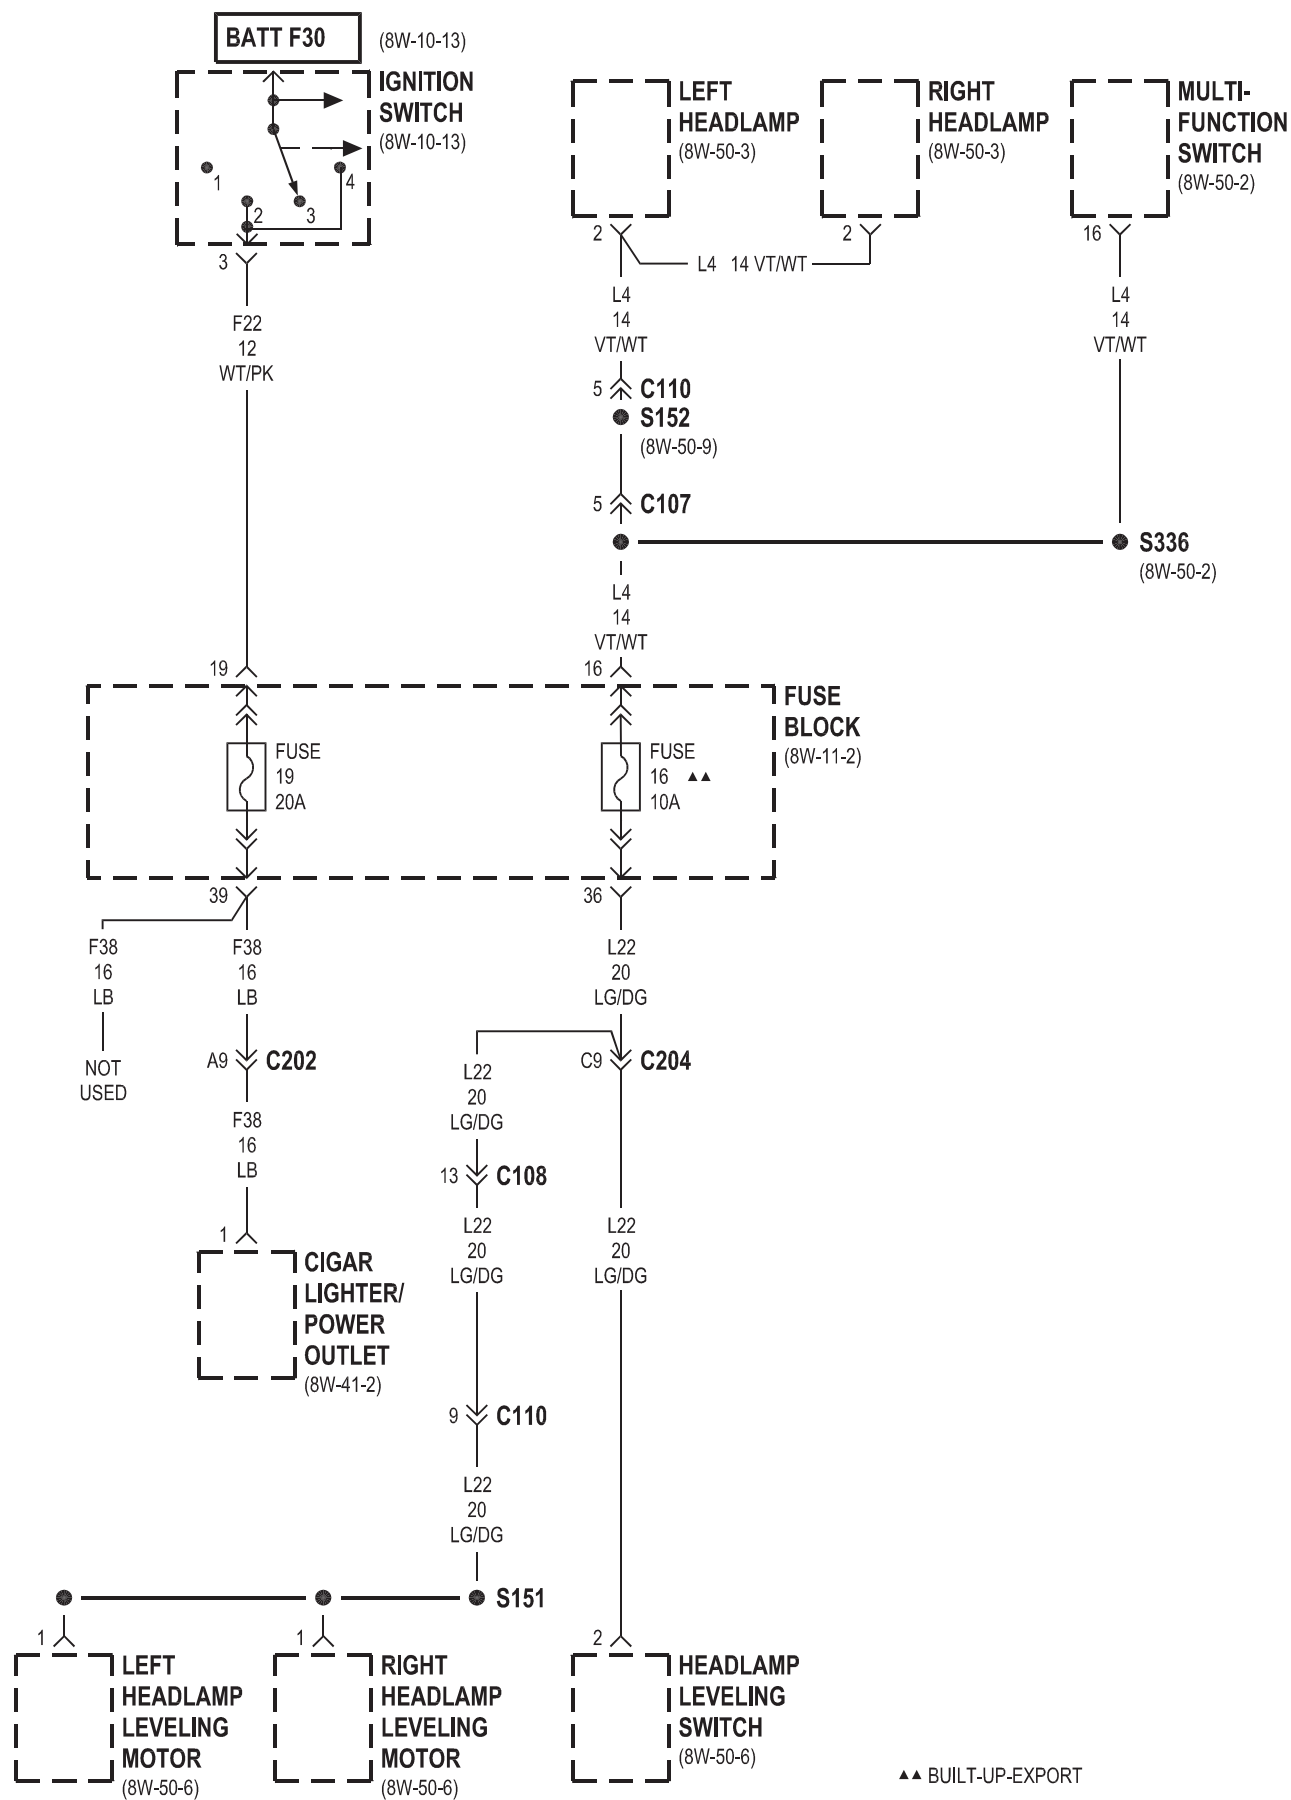 BATT F30
(8W-10-13)
IGNITION
SWITCH
(8W-10-13)
1
2
3
4
3
F22
12
WT/PK
LEFT
HEADLAMP
(8W-50-3)
2
RIGHT
HEADLAMP
(8W-50-3)
2
MULTI-
FUNCTION
SWITCH
(8W-50-2)
16
L4 14 VT/WT
L4
14
VT/WT
L4
14
VT/WT
5 C110
S152
(8W-50-9)
5 C107
S336
(8W-50-2)
L4
14
VT/WT
19
16
FUSE
BLOCK
(8W-11-2)
FUSE
19
20A
FUSE
16 ▲▲
10A
39
36
F38
16
LB
NOT
USED
F38
16
LB
A9 C202
F38
16
LB
1
CIGAR
LIGHTER/
POWER
OUTLET
(8W-41-2)
L22
20
LG/DG
C9 C204
L22
20
LG/DG
13 C108
L22
20
LG/DG
L22
20
LG/DG
9 C110
L22
20
LG/DG
S151
1
LEFT
HEADLAMP
LEVELING
MOTOR
(8W-50-6)
1
RIGHT
HEADLAMP
LEVELING
MOTOR
(8W-50-6)
2
HEADLAMP
LEVELING
SWITCH
(8W-50-6)
▲▲ BUILT-UP-EXPORT